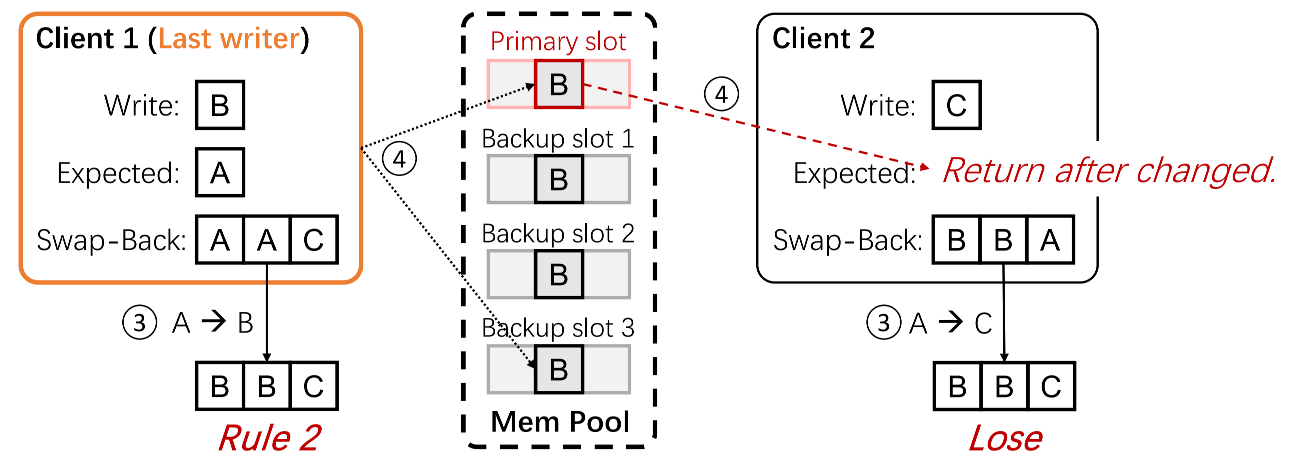 Client 1 (Last writer)
Write: B
Expected: A
Swap-Back: A A C
③ A → B
B B C
Rule 2
④
Primary slot
B
Backup slot 1
B
Backup slot 2
B
Backup slot 3
B
Mem Pool
④
Client 2
Write: C
Expected: Return after changed.
Swap-Back: B B A
③ A → C
B B C
Lose